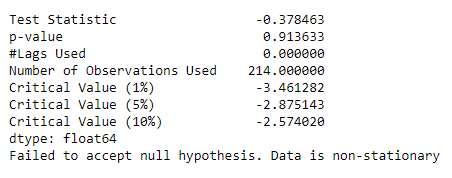 Test Statistic -0.378463
p-value 0.913633
#Lags Used 0.000000
Number of Observations Used 214.000000
Critical Value (1%) -3.461282
Critical Value (5%) -2.875143
Critical Value (10%) -2.574020
dtype: float64
Failed to accept null hypothesis. Data is non-stationary